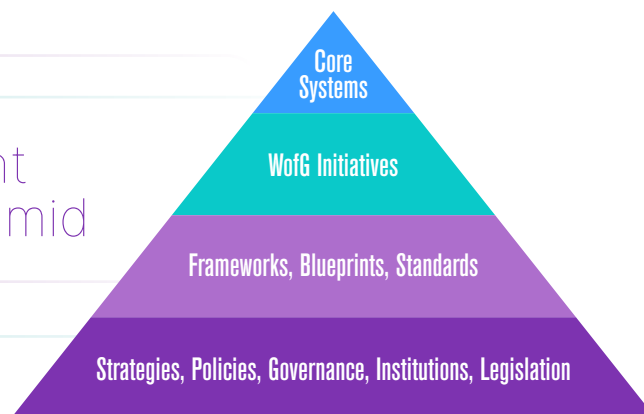 Core
Systems
WofG Initiatives
Frameworks, Blueprints, Standards
Strategies, Policies, Governance, Institutions, Legislation